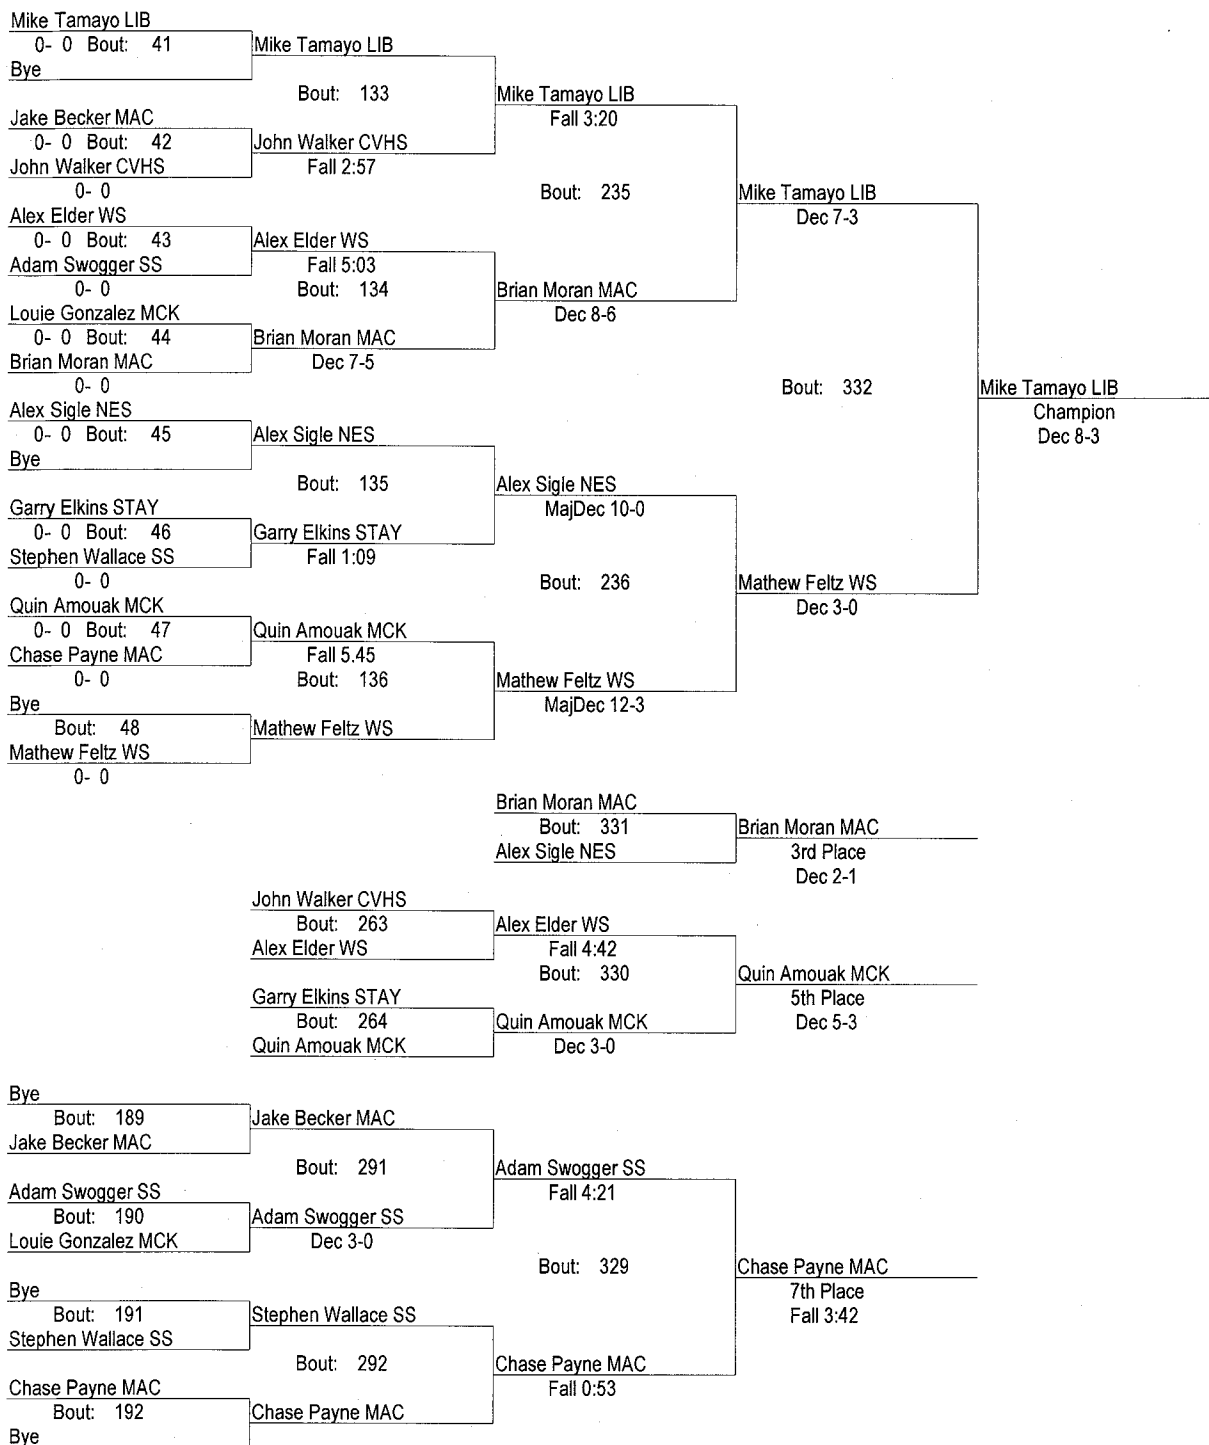 Mike Tamayo LIB
0- 0 Bout: 41
Bye
Mike Tamayo LIB
Bout: 133
Jake Becker MAC
0- 0 Bout: 42
John Walker CVHS
0- 0
John Walker CVHS
Fall 2:57
Mike Tamayo LIB
Fall 3:20
Bout: 235
Alex Elder WS
0- 0 Bout: 43
Adam Swogger SS
0- 0
Alex Elder WS
Fall 5:03
Bout: 134
Louie Gonzalez MCK
0- 0 Bout: 44
Brian Moran MAC
0- 0
Brian Moran MAC
Dec 7-5
Brian Moran MAC
Dec 8-6
Mike Tamayo LIB
Dec 7-3
Bout: 332
Alex Sigle NES
0- 0 Bout: 45
Bye
Alex Sigle NES
Bout: 135
Garry Elkins STAY
0- 0 Bout: 46
Stephen Wallace SS
0- 0
Garry Elkins STAY
Fall 1:09
Alex Sigle NES
MajDec 10-0
Bout: 236
Quin Amouak MCK
0- 0 Bout: 47
Chase Payne MAC
0- 0
Quin Amouak MCK
Fall 5.45
Bout: 136
Bye
Bout: 48
Mathew Feltz WS
0- 0
Mathew Feltz WS
Mathew Feltz WS
MajDec 12-3
Mathew Feltz WS
Dec 3-0
Mike Tamayo LIB
Champion
Dec 8-3
Brian Moran MAC
Bout: 331
Alex Sigle NES
Brian Moran MAC
3rd Place
Dec 2-1
John Walker CVHS
Bout: 263
Alex Elder WS
Alex Elder WS
Fall 4:42
Bout: 330
Garry Elkins STAY
Bout: 264
Quin Amouak MCK
Quin Amouak MCK
Dec 3-0
Quin Amouak MCK
5th Place
Dec 5-3
Bye
Bout: 189
Jake Becker MAC
Jake Becker MAC
Bout: 291
Adam Swogger SS
Bout: 190
Louie Gonzalez MCK
Adam Swogger SS
Dec 3-0
Adam Swogger SS
Fall 4:21
Bout: 329
Bye
Bout: 191
Stephen Wallace SS
Stephen Wallace SS
Bout: 292
Chase Payne MAC
Bout: 192
Bye
Chase Payne MAC
Chase Payne MAC
Fall 0:53
Chase Payne MAC
7th Place
Fall 3:42